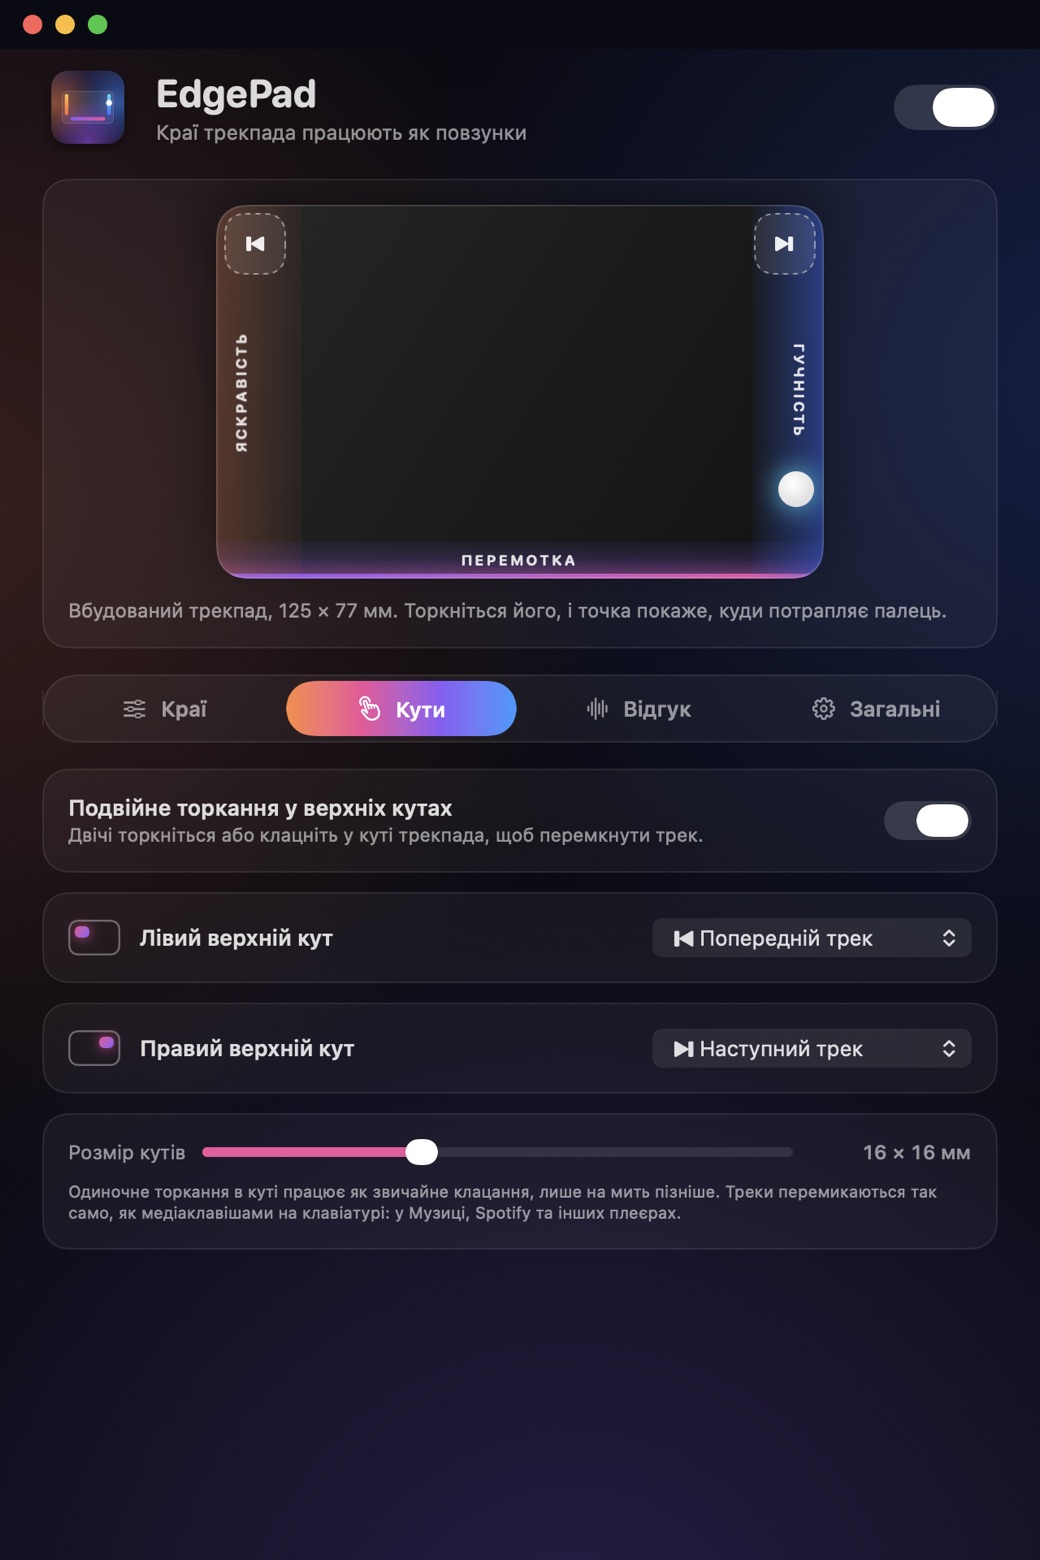 EdgePad
Краї трекпада працюють як повзунки
ЯСКРАВІСТЬ
ГУЧНІСТЬ
ПЕРЕМОТКА
Вбудований трекпад, 125 × 77 мм. Торкніться його, і точка покаже, куди потрапляє палець.
Краї
Кути
Відгук
Загальні
Подвійне торкання у верхніх кутах
Двічі торкніться або клацніть у куті трекпада, щоб перемкнути трек.
Лівий верхній кут
Попередній трек
Правий верхній кут
Наступний трек
Розмір кутів
16 × 16 мм
Одиночне торкання в куті працює як звичайне клацання, лише на мить пізніше. Треки перемикаються так
само, як медіаклавішами на клавіатурі: у Музиці, Spotify та інших плеєрах.